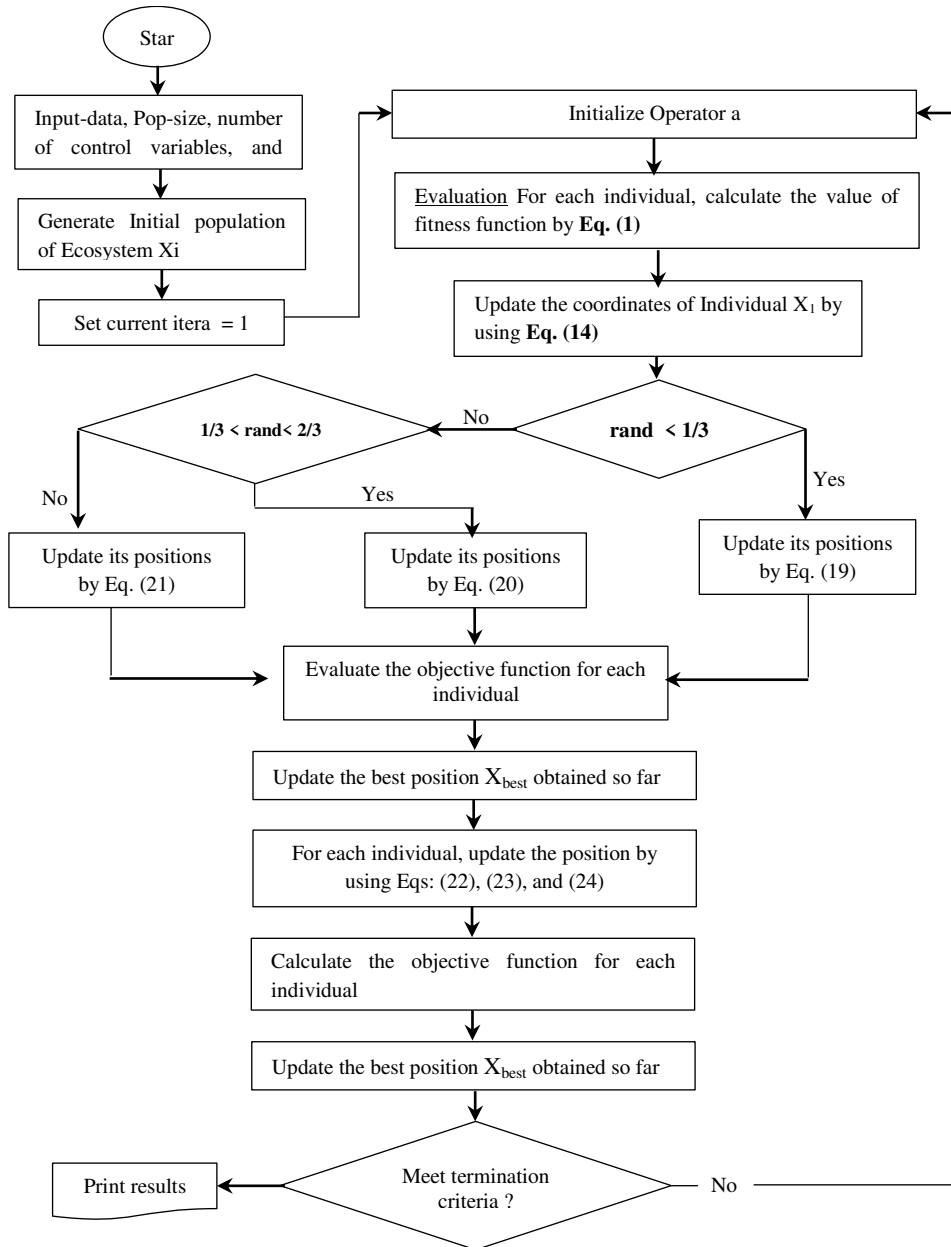 Star
Input-data, Pop-size, number
of control variables, and
Generate Initial population
of Ecosystem Xi
Set current itera = 1
Initialize Operator a
Evaluation For each individual, calculate the value of
fitness function by Eq. (1)
Update the coordinates of Individual X₁ by
using Eq. (14)
rand < 1/3
No
1/3 < rand< 2/3
Yes
No
Yes
Update its positions
by Eq. (21)
Update its positions
by Eq. (20)
Update its positions
by Eq. (19)
Evaluate the objective function for each
individual
Update the best position Xbest obtained so far
For each individual, update the position by
using Eqs: (22), (23), and (24)
Calculate the objective function for each
individual
Update the best position Xbest obtained so far
Meet termination
criteria ?
No
Print results